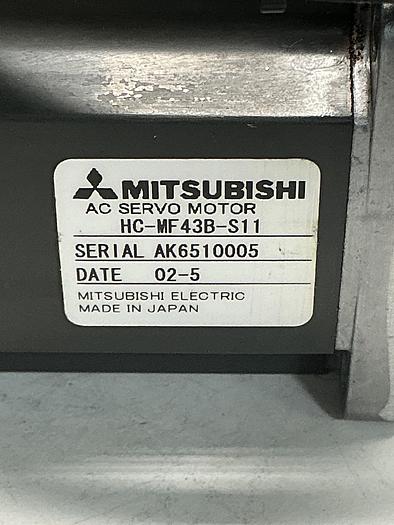 MITSUBISHI
AC SERVO MOTOR
HC-MF43B-S11
SERIAL AK6510005
DATE 02-5
MITSUBISHI ELECTRIC
MADE IN JAPAN